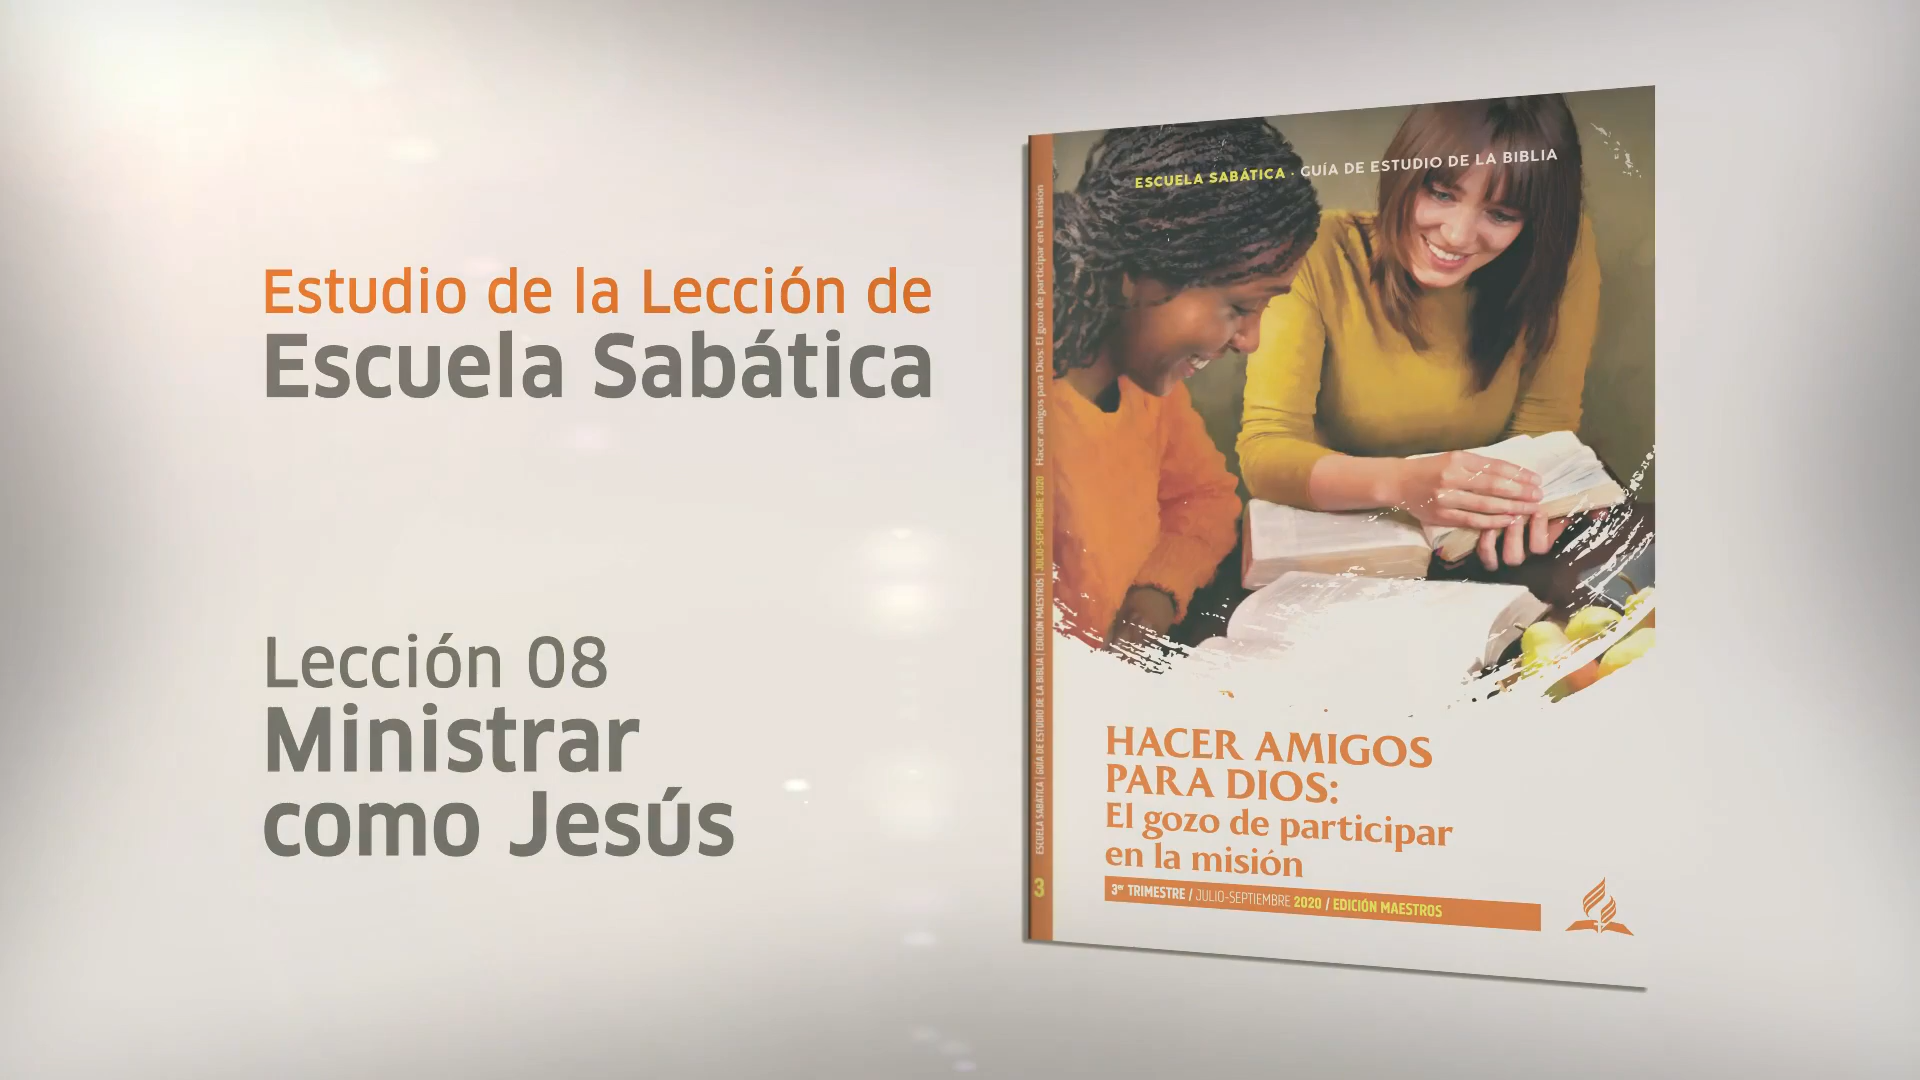 Estudio de la Lección de
Escuela Sabática
Lección 08
Ministrar
como Jesús
ESCUELA SABÁTICA · GUÍA DE ESTUDIO DE LA BIBLIA
HACER AMIGOS
PARA DIOS:
El gozo de participar
en la misión
3er TRIMESTRE / JULIO-SEPTIEMBRE 2020 / EDICIÓN MAESTROS
3
ESCUELA SABÁTICA | GUÍA DE ESTUDIO DE LA BIBLIA | EDICIÓN MAESTROS | JULIO-SEPTIEMBRE 2020 Hacer amigos para Dios: El gozo de participar en la misión